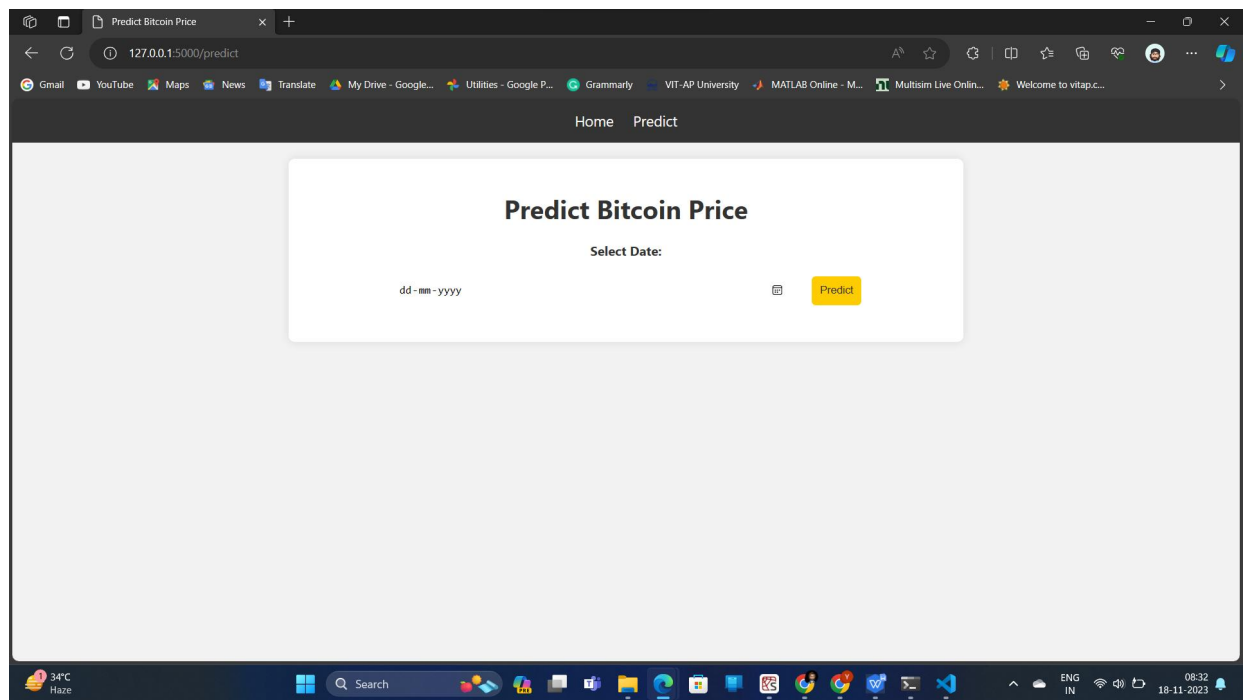 Predict Bitcoin Price
127.0.0.1:5000/predict
Gmail YouTube Maps News Translate My Drive - Google... Utilities - Google P... Grammarly VIT-AP University MATLAB Online - M... Multisim Live Onlin... Welcome to vitap.c...
Home Predict
Predict Bitcoin Price
Select Date:
dd-mm-yyyy Predict
1 34°C Search ENG 08:32
Haze IN 18-11-2023